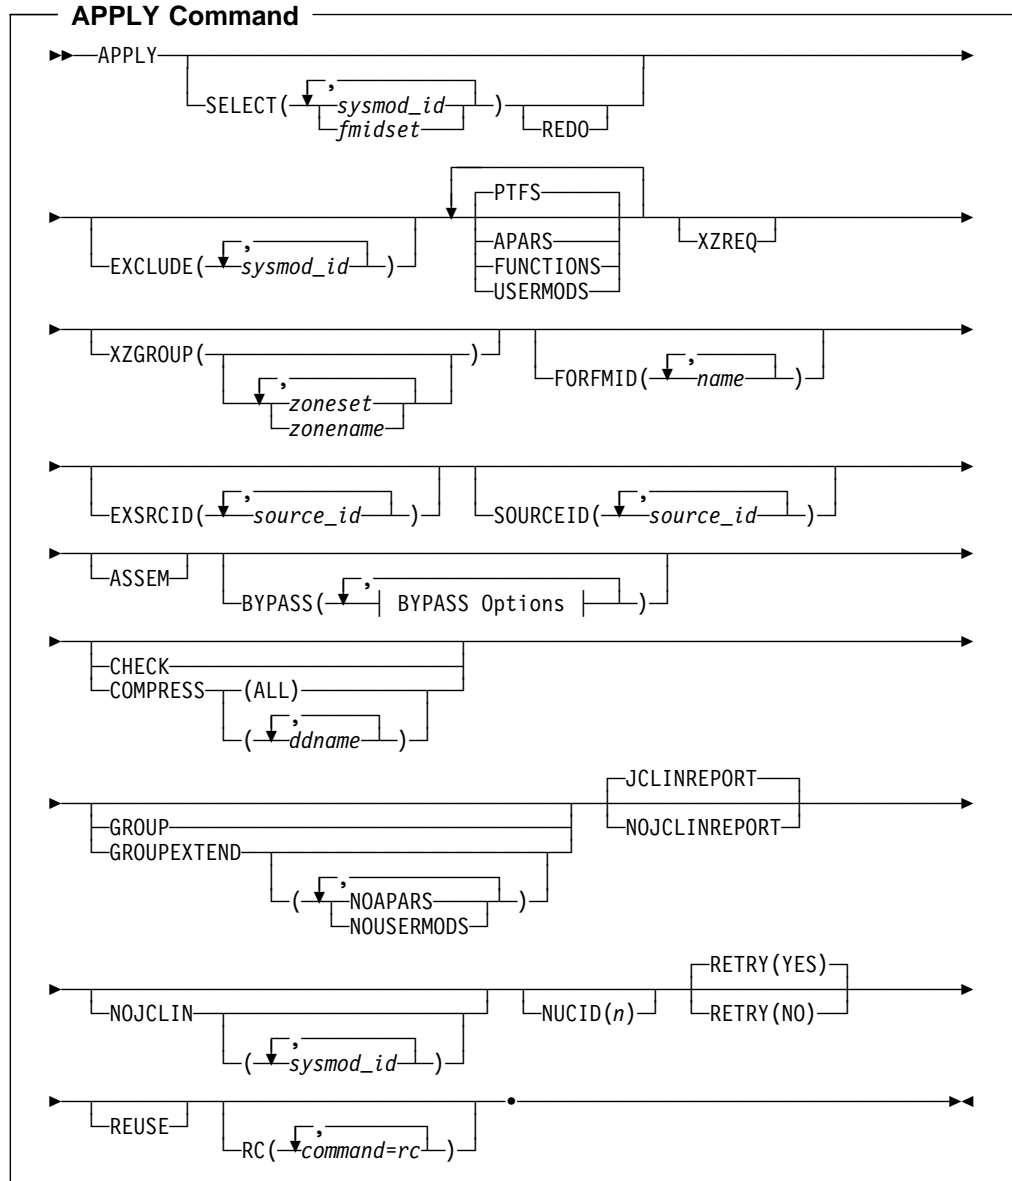 APPLY Command
APPLY
,
SELECT( sysmod_id )
fmidset REDO
PTFS
,
APARS XZREQ
EXCLUDE( sysmod_id ) FUNCTIONS
USERMODS
XZGROUP( ) ,
, FORFMID( name )
zoneset
zonename
, ,
EXSRCID( source_id ) SOURCEID( source_id )
ASSEM ,
BYPASS( BYPASS Options )
CHECK
COMPRESS (ALL)
,
( ddname )
JCLINREPORT
GROUP NOJCLINREPORT
GROUPEXTEND
,
( NOAPARS )
NOUSERMODS
RETRY(YES)
NOJCLIN NUCID(n) RETRY(NO)
,
( sysmod_id )
•
REUSE ,
RC( command=rc )